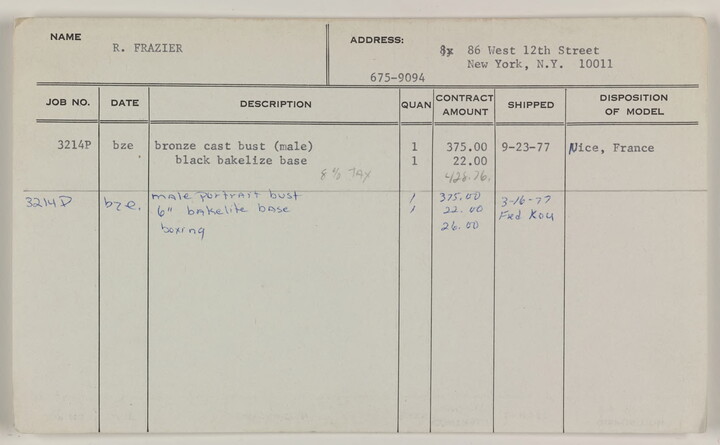 NAME
R. FRAZIER
ADDRESS:
86 West 12th Street
New York, N.Y. 10011
675-9094
JOB NO. DATE DESCRIPTION QUAN CONTRACT AMOUNT SHIPPED DISPOSITION OF MODEL
3214P bze bronze cast bust (male) 1 375.00 9-23-77 Nice, France
black bakelize base 1 22.00
8% TAX 428.76
3214D bze. male portrait bust 1 375.00 3-16-77
6" bakelite base 1 22.00 Fed
boxing 26.00